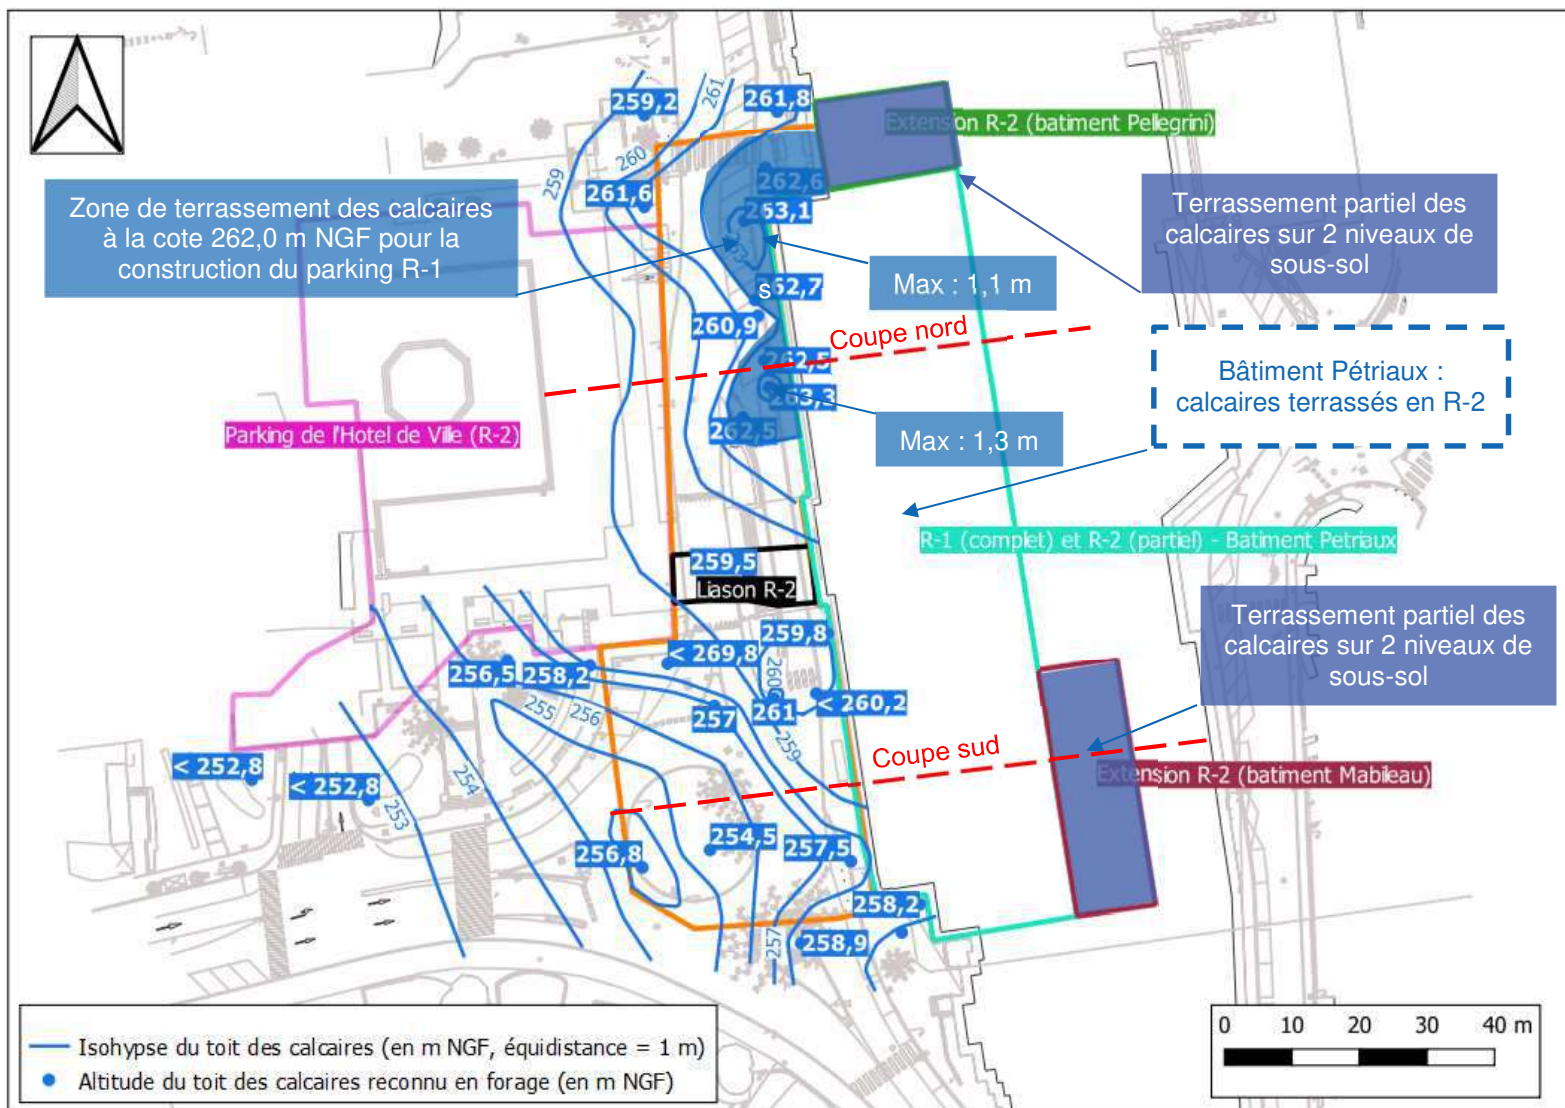 259,2
261
261,8
Extension R-2 (batiment Pellegrini)
260
259
262,6
261,6
263,1
Zone de terrassement des calcaires
à la cote 262,0 m NGF pour la
construction du parking R-1
Terrassement partiel des
calcaires sur 2 niveaux de
sous-sol
Max : 1,1 m
s
262,7
260,9
Coupe nord
262,5
263,3
262,5
Bâtiment Pétriaux :
calcaires terrassés en R-2
Parking de l'Hotel de Ville (R-2)
Max : 1,3 m
R-1 (complet) et R-2 (partiel) - Batiment Petriaux
259,5
Liason R-2
Terrassement partiel des
calcaires sur 2 niveaux de
sous-sol
259,8
< 269,8
256,5
258,2
260
255
256
257
261
< 260,2
259
Coupe sud
< 252,8
< 252,8
254
253
Extension R-2 (batiment Mabileau)
256,8
254,5
257,5
258,2
257
258,9
Isohypse du toit des calcaires (en m NGF, équidistance = 1 m)
Altitude du toit des calcaires reconnu en forage (en m NGF)
0 10 20 30 40 m